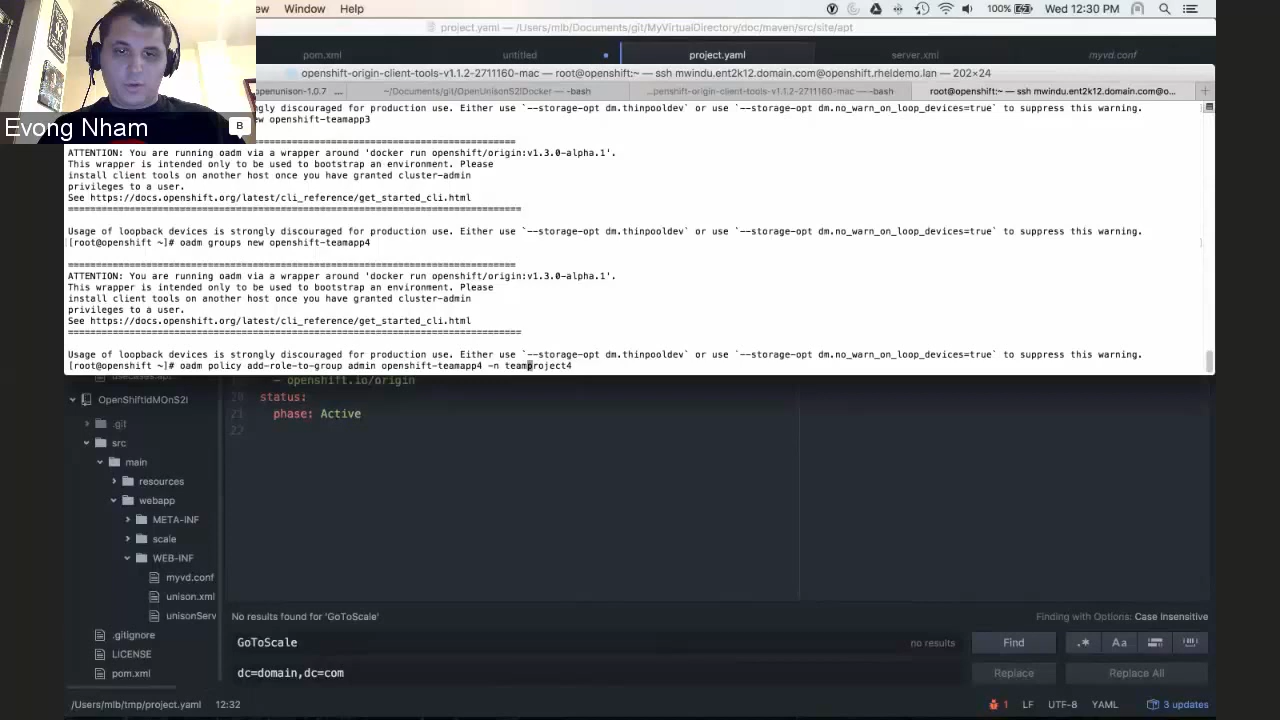 ew Window Help
100% Wed 12:30 PM
project.yaml — /Users/mlb/Documents/git/MyVirtualDirectory/doc/maven/src/site/apt
pom.xml untitled project.yaml server.xml myvd.conf
openshift-origin-client-tools-v1.1.2-2711160-mac — root@openshift:~ — ssh mwindu.ent2k12.domain.com@openshift.rheldemo.lan — 202×24
openunison-1.0.7 ... ~/Documents/git/OpenUnisonS2IDocker — -bash ...penshift-origin-client-tools-v1.1.2-2711160-mac — -bash root@openshift:~ — ssh mwindu.ent2k12.domain.com@o...
ngly discouraged for production use. Either use `--storage-opt dm.thinpooldev` or use `--storage-opt dm.no_warn_on_loop_devices=true` to suppress this warning.
Evong Nham
B
ew openshift-teamapp3
================================================
ATTENTION: You are running oadm via a wrapper around 'docker run openshift/origin:v1.3.0-alpha.1'.
This wrapper is intended only to be used to bootstrap an environment. Please
install client tools on another host once you have granted cluster-admin
privileges to a user.
See https://docs.openshift.org/latest/cli_reference/get_started_cli.html
=================================================================================
Usage of loopback devices is strongly discouraged for production use. Either use `--storage-opt dm.thinpooldev` or use `--storage-opt dm.no_warn_on_loop_devices=true` to suppress this warning.
[root@openshift ~]# oadm groups new openshift-teamapp4
================================================================================
ATTENTION: You are running oadm via a wrapper around 'docker run openshift/origin:v1.3.0-alpha.1'.
This wrapper is intended only to be used to bootstrap an environment. Please
install client tools on another host once you have granted cluster-admin
privileges to a user.
See https://docs.openshift.org/latest/cli_reference/get_started_cli.html
=================================================================================
Usage of loopback devices is strongly discouraged for production use. Either use `--storage-opt dm.thinpooldev` or use `--storage-opt dm.no_warn_on_loop_devices=true` to suppress this warning.
[root@openshift ~]# oadm policy add-role-to-group admin openshift-teamapp4 -n teamproject4
- openshift.io/origin
OpenShiftIdMOnS2I
20 status:
21 phase: Active
22
.git
src
main
resources
webapp
META-INF
scale
WEB-INF
myvd.conf
unison.xml
unisonServ
.gitignore
LICENSE
pom.xml
No results found for 'GoToScale' Finding with Options: Case Insensitive
GoToScale no results Find .* Aa
dc=domain,dc=com Replace Replace All
/Users/mlb/tmp/project.yaml 12:32 1 LF UTF-8 YAML 3 updates